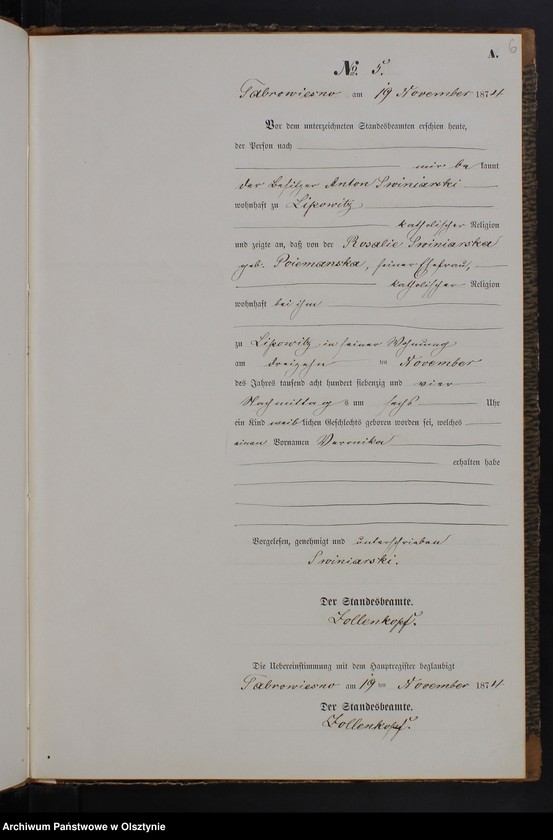 6
A.
No. 5.
Fabrowiesno am 19 November 1874
Vor dem unterzeichneten Standesbeamten erschien heute,
der Person nach
mir bekannt
der Besitzer Anton Swiniarski
wohnhaft zu Lipowitz
katholischer Religion
und zeigte an, daß von der Rosalie Swiniarska
geb. Poiemanska, seiner Ehefrau,
katholischer Religion
wohnhaft bei ihm
zu Lipowitz in seiner Wohnung
am dreizehn ten November
des Jahres tausend acht hundert siebenzig und vier
Nachmittags um sechs Uhr
ein Kind weiblichen Geschlechts geboren worden sei, welches
einen Vornamen Veronika
erhalten habe
Vorgelesen, genehmigt und unterschrieben
Swiniarski.
Der Standesbeamte.
Zollenkopf.
Die Uebereinstimmung mit dem Hauptregister beglaubigt
Fabrowiesno am 19 ten November 1874
Der Standesbeamte.
Zollenkopf.
Archiwum Państwowe w Olsztynie